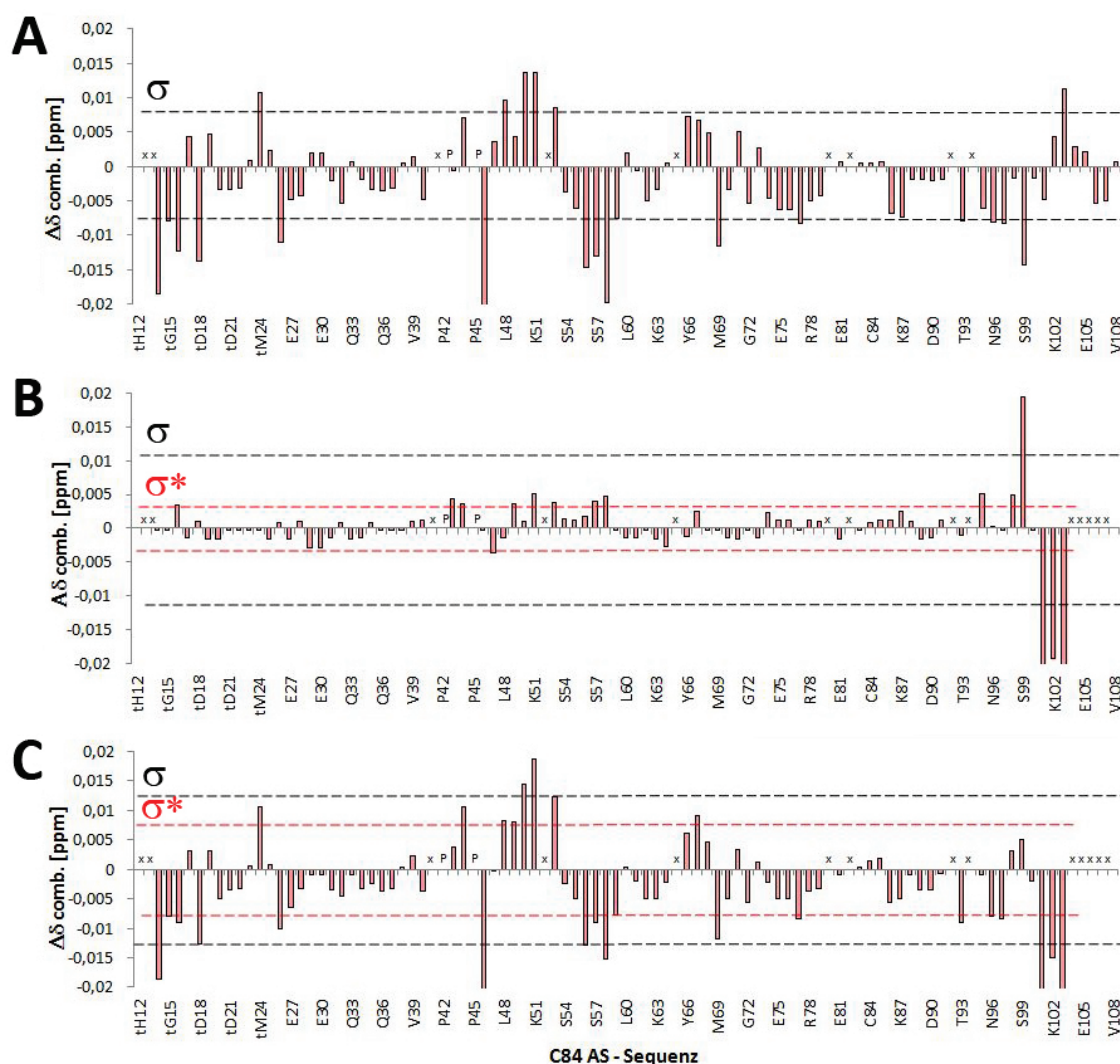 A
Δδ comb. [ppm]
0,02
0,015
0,01
0,005
0
-0,005
-0,01
-0,015
-0,02
σ
x x x P P x x x x x x
tH12 tG15 tD18 tD21 tM24 E27 E30 Q33 Q36 V39 P42 P45 L48 K51 S54 S57 L60 K63 Y66 M69 G72 E75 R78 E81 C84 K87 D90 T93 N96 S99 K102 E105 V108
B
Aδ comb. [ppm]
0,02
0,015
0,01
0,005
0
-0,005
-0,01
-0,015
-0,02
σ
σ*
x x x P P x x x x x x x x x x x
tH12 tG15 tD18 tD21 tM24 E27 E30 Q33 Q36 V39 P42 P45 L48 K51 S54 S57 L60 K63 Y66 M69 G72 E75 R78 E81 C84 K87 D90 T93 N96 S99 K102 E105 V108
C
Δδ comb. [ppm]
0,02
0,015
0,01
0,005
0
-0,005
-0,01
-0,015
-0,02
σ
σ*
x x x P P x x x x x x x x x x x
tH12 tG15 tD18 tD21 tM24 E27 E30 Q33 Q36 V39 P42 P45 L48 K51 S54 S57 L60 K63 Y66 M69 G72 E75 R78 E81 C84 K87 D90 T93 N96 S99 K102 E105 V108
C84 AS - Sequenz